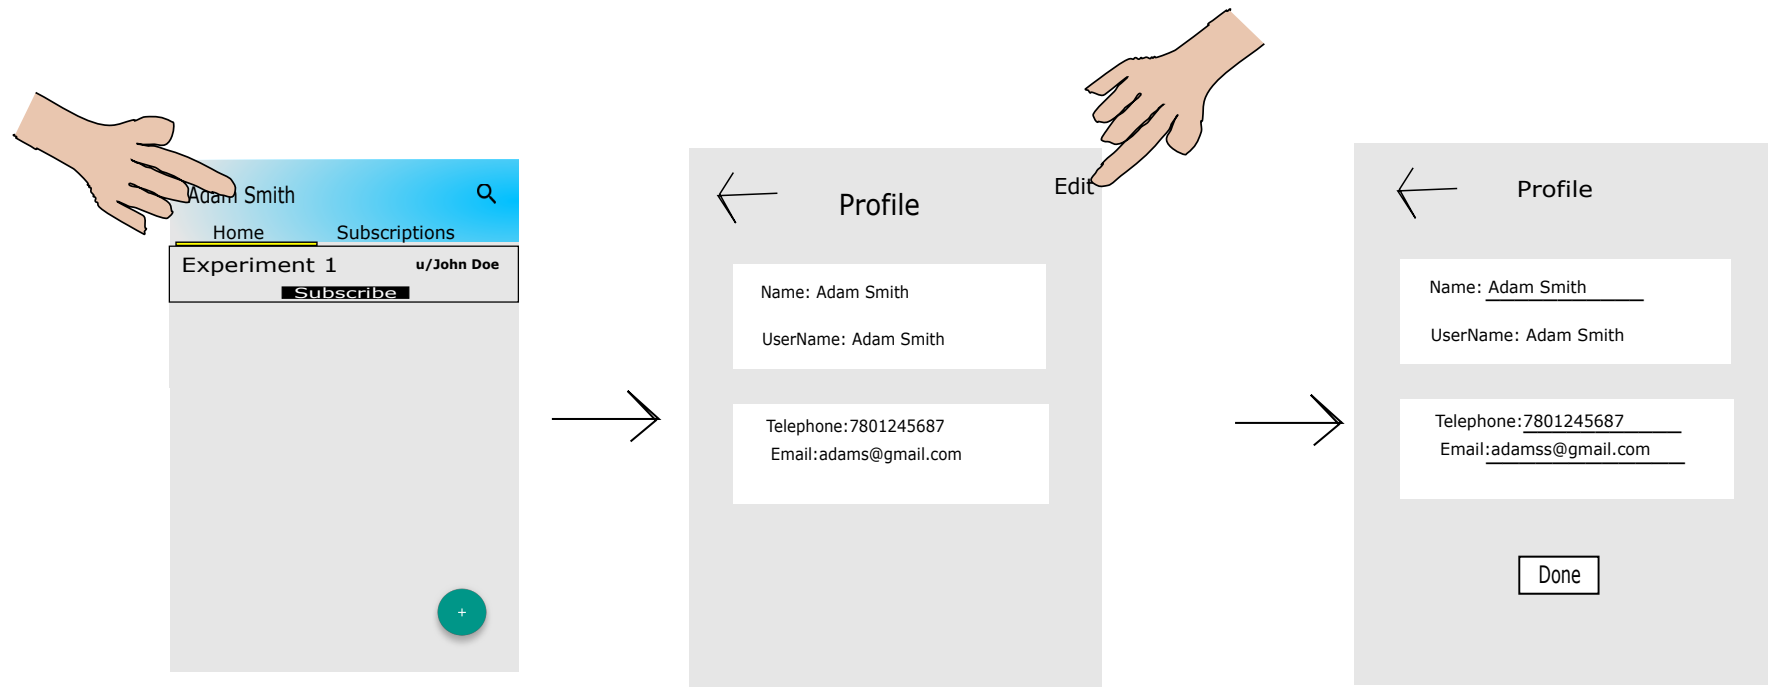 Adam Smith
Home Subscriptions
Experiment 1 u/John Doe
Subscribe
+
Profile Edit
Name: Adam Smith
UserName: Adam Smith
Telephone:7801245687
Email:adams@gmail.com
Profile
Name: Adam Smith
UserName: Adam Smith
Telephone:7801245687
Email:adamss@gmail.com
Done